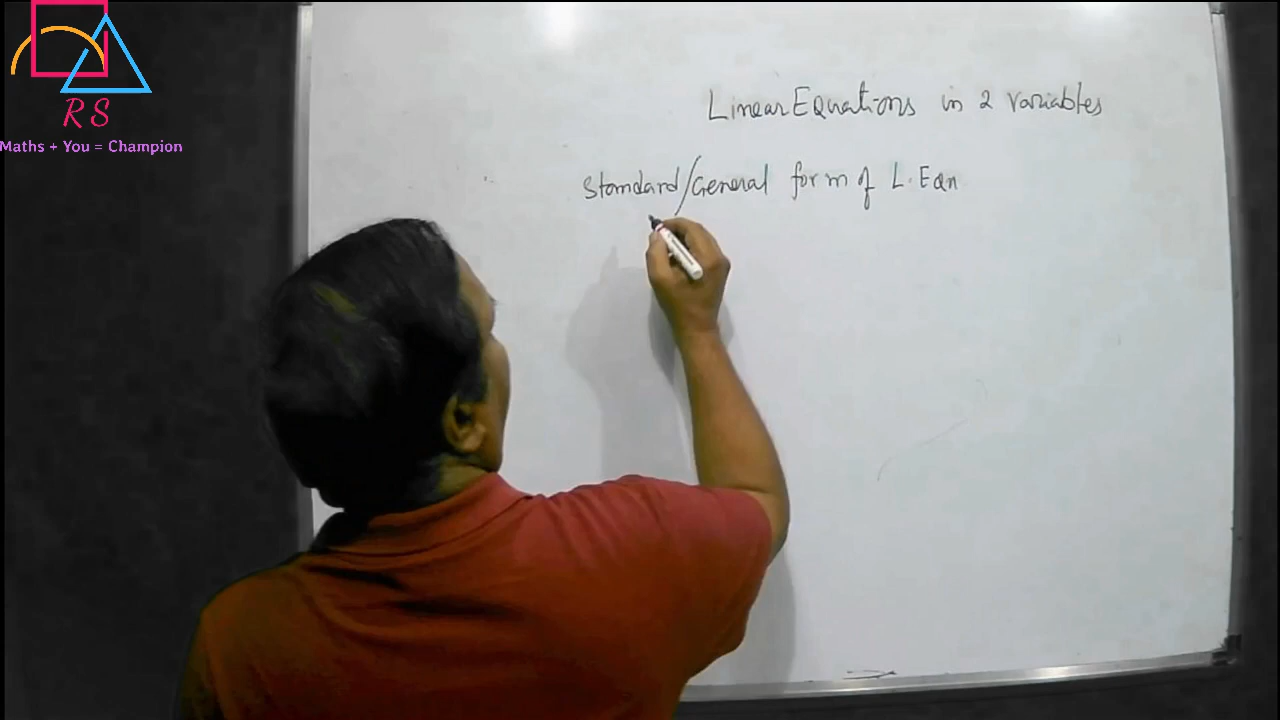 RS
Maths + You = Champion
Linear Equations in 2 variables
Standard/General form of L. Eqn